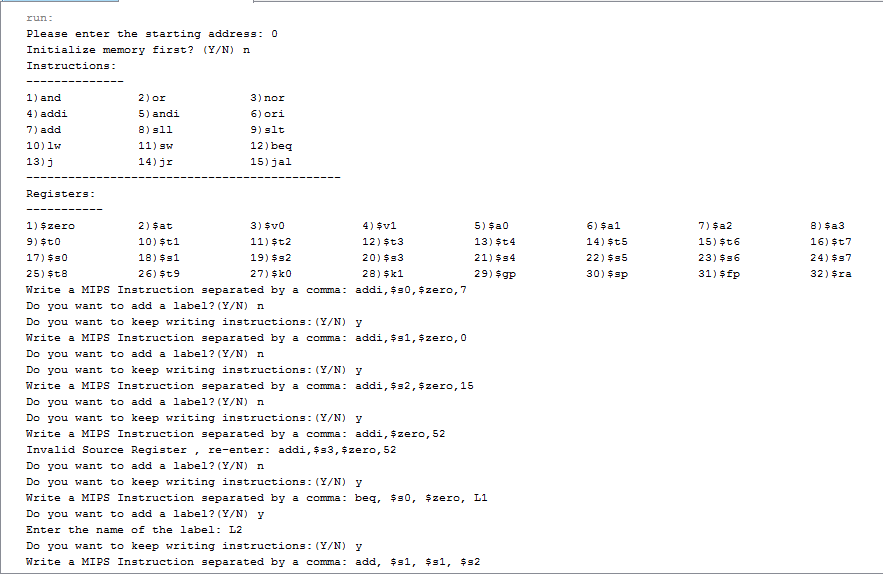 run:
Please enter the starting address: 0
Initialize memory first? (Y/N) n
Instructions:
--------------
1)and 2)or 3)nor
4)addi 5)andi 6)ori
7)add 8)sll 9)slt
10)lw 11)sw 12)beq
13)j 14)jr 15)jal
---------------------------------------------
Registers:
-----------
1)$zero 2)$at 3)$v0 4)$v1 5)$a0 6)$a1 7)$a2 8)$a3
9)$t0 10)$t1 11)$t2 12)$t3 13)$t4 14)$t5 15)$t6 16)$t7
17)$s0 18)$s1 19)$s2 20)$s3 21)$s4 22)$s5 23)$s6 24)$s7
25)$t8 26)$t9 27)$k0 28)$k1 29)$gp 30)$sp 31)$fp 32)$ra
Write a MIPS Instruction separated by a comma: addi,$s0,$zero,7
Do you want to add a label?(Y/N) n
Do you want to keep writing instructions:(Y/N) y
Write a MIPS Instruction separated by a comma: addi,$s1,$zero,0
Do you want to add a label?(Y/N) n
Do you want to keep writing instructions:(Y/N) y
Write a MIPS Instruction separated by a comma: addi,$s2,$zero,15
Do you want to add a label?(Y/N) n
Do you want to keep writing instructions:(Y/N) y
Write a MIPS Instruction separated by a comma: addi,$zero,52
Invalid Source Register , re-enter: addi,$s3,$zero,52
Do you want to add a label?(Y/N) n
Do you want to keep writing instructions:(Y/N) y
Write a MIPS Instruction separated by a comma: beq, $s0, $zero, L1
Do you want to add a label?(Y/N) y
Enter the name of the label: L2
Do you want to keep writing instructions:(Y/N) y
Write a MIPS Instruction separated by a comma: add, $s1, $s1, $s2